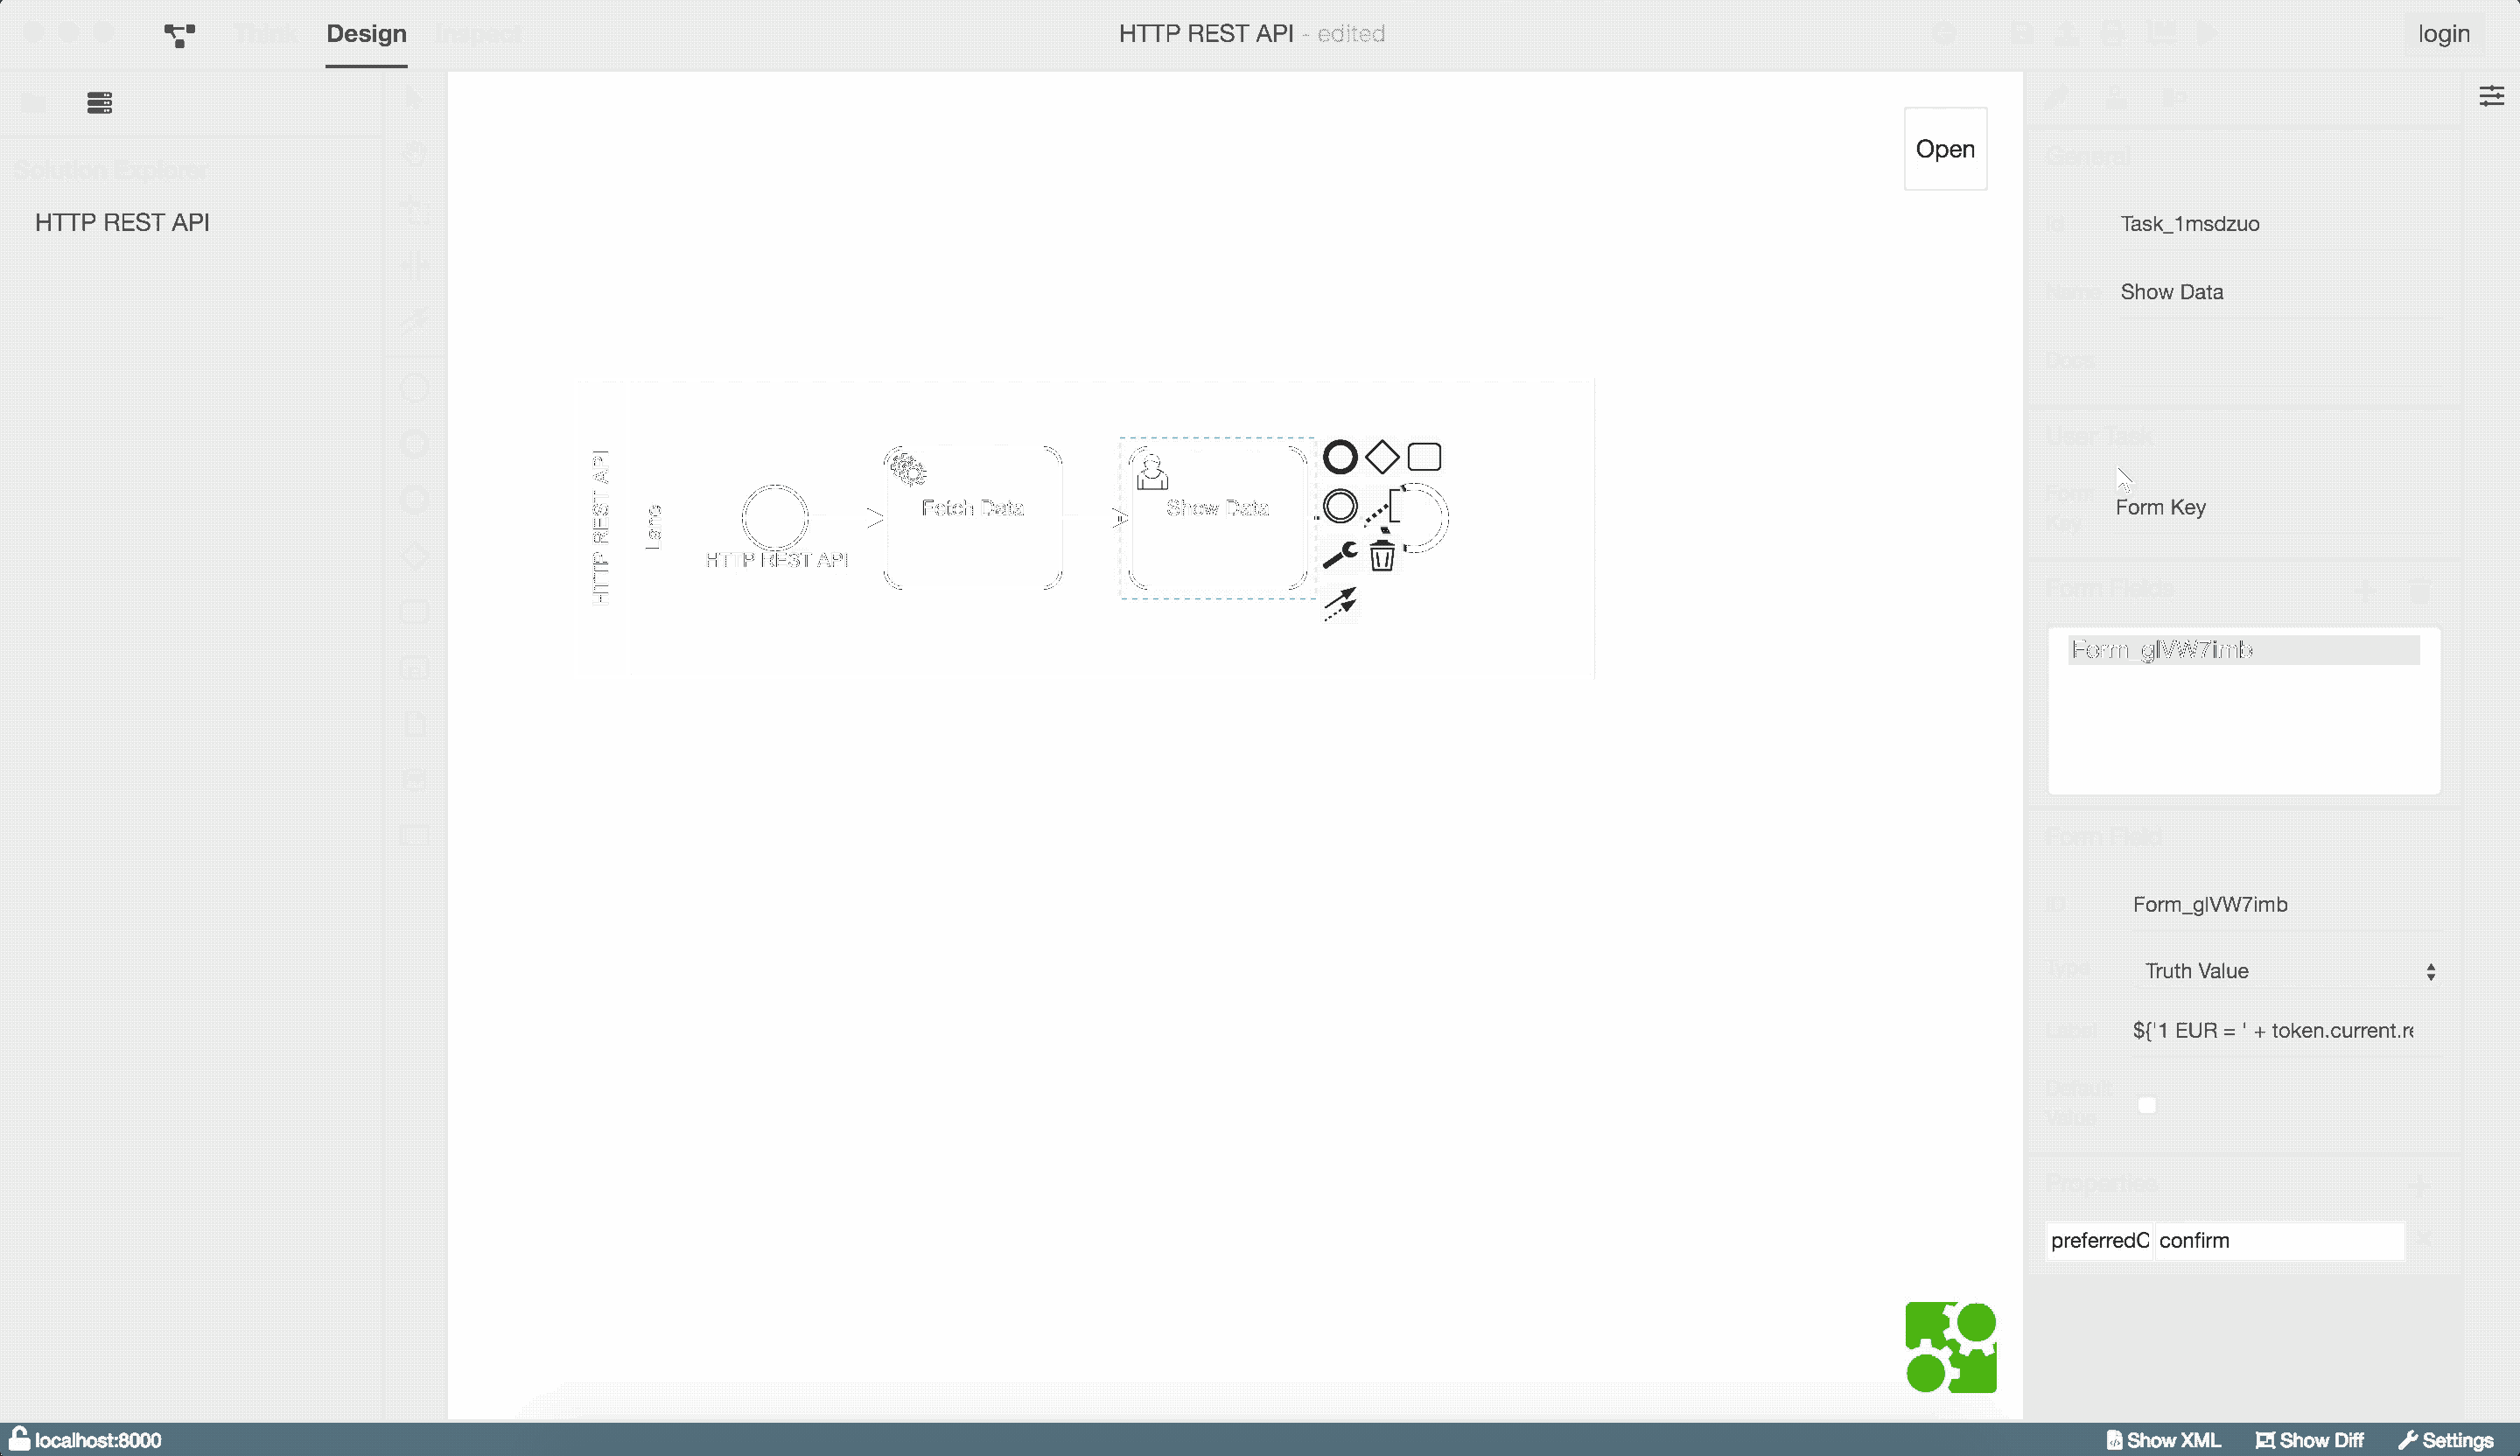 Think Design Inspect HTTP REST API - edited login
Solution Explorer
HTTP REST API
Open
HTTP REST API
Lane
HTTP REST API
Fetch Data
Show Data
General
Id Task_1msdzuo
Name Show Data
Docs
User Task
Form Key Form Key
Form Fields
Form_glVW7imb
Form Field
ID Form_glVW7imb
Type Truth Value
Label ${'1 EUR = ' + token.current.re
Default Value
Properties
preferredC confirm
localhost:8000 Show XML Show Diff Settings